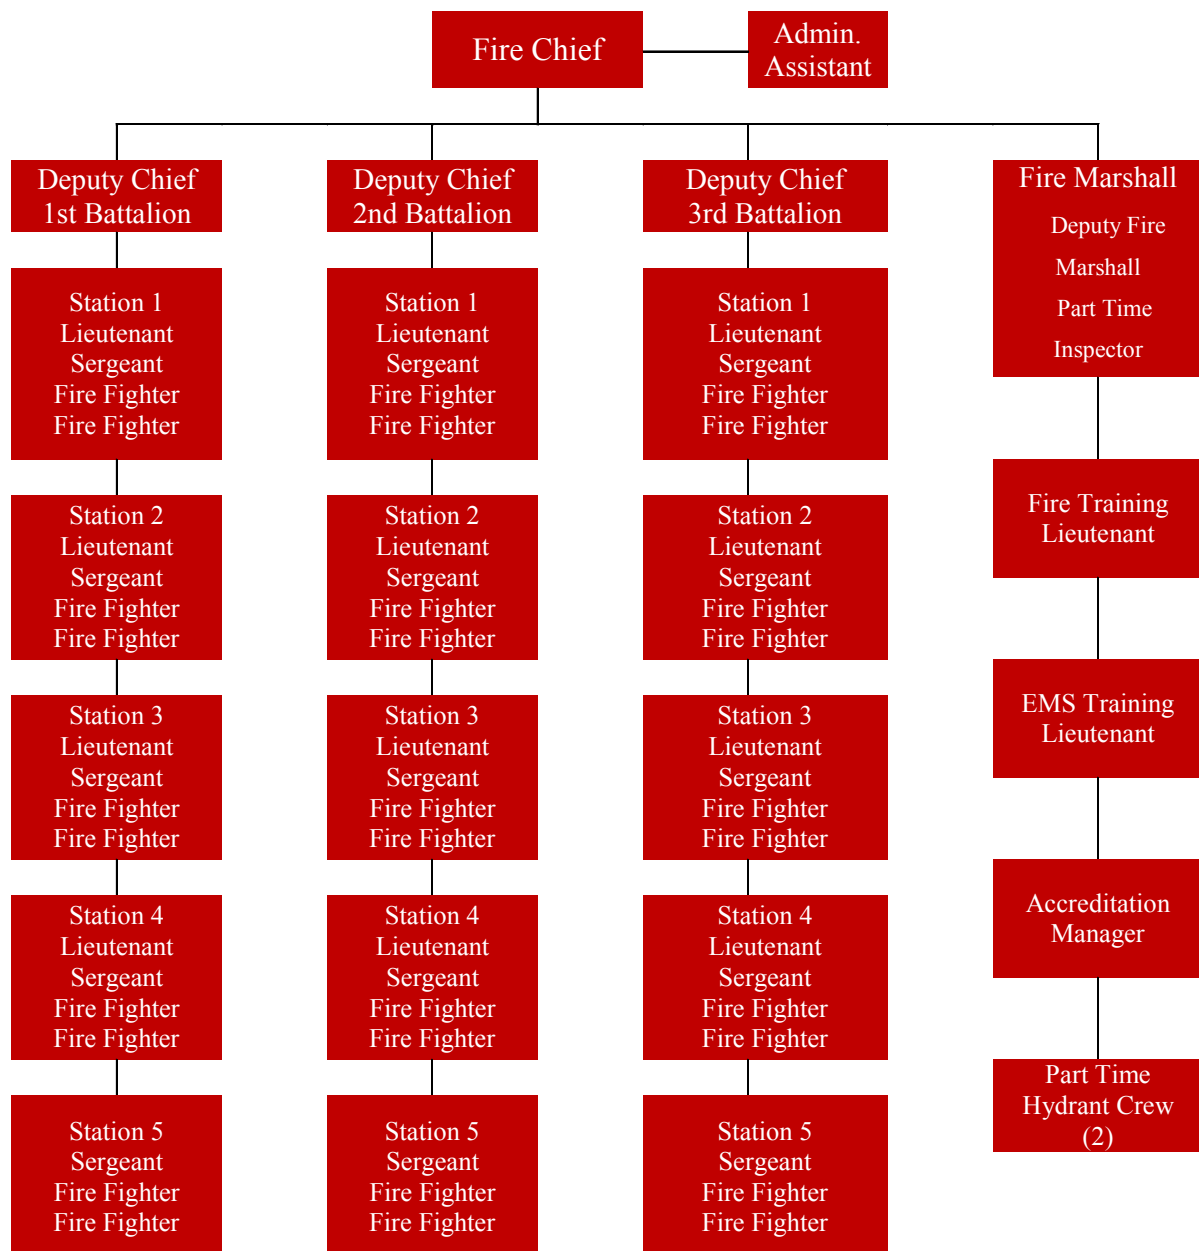 Fire Chief
Admin.
Assistant
Deputy Chief
1st Battalion
Station 1
Lieutenant
Sergeant
Fire Fighter
Fire Fighter
Station 2
Lieutenant
Sergeant
Fire Fighter
Fire Fighter
Station 3
Lieutenant
Sergeant
Fire Fighter
Fire Fighter
Station 4
Lieutenant
Sergeant
Fire Fighter
Fire Fighter
Station 5
Sergeant
Fire Fighter
Fire Fighter
Deputy Chief
2nd Battalion
Station 1
Lieutenant
Sergeant
Fire Fighter
Fire Fighter
Station 2
Lieutenant
Sergeant
Fire Fighter
Fire Fighter
Station 3
Lieutenant
Sergeant
Fire Fighter
Fire Fighter
Station 4
Lieutenant
Sergeant
Fire Fighter
Fire Fighter
Station 5
Sergeant
Fire Fighter
Fire Fighter
Deputy Chief
3rd Battalion
Station 1
Lieutenant
Sergeant
Fire Fighter
Fire Fighter
Station 2
Lieutenant
Sergeant
Fire Fighter
Fire Fighter
Station 3
Lieutenant
Sergeant
Fire Fighter
Fire Fighter
Station 4
Lieutenant
Sergeant
Fire Fighter
Fire Fighter
Station 5
Sergeant
Fire Fighter
Fire Fighter
Fire Marshall
Deputy Fire
Marshall
Part Time
Inspector
Fire Training
Lieutenant
EMS Training
Lieutenant
Accreditation
Manager
Part Time
Hydrant Crew
(2)